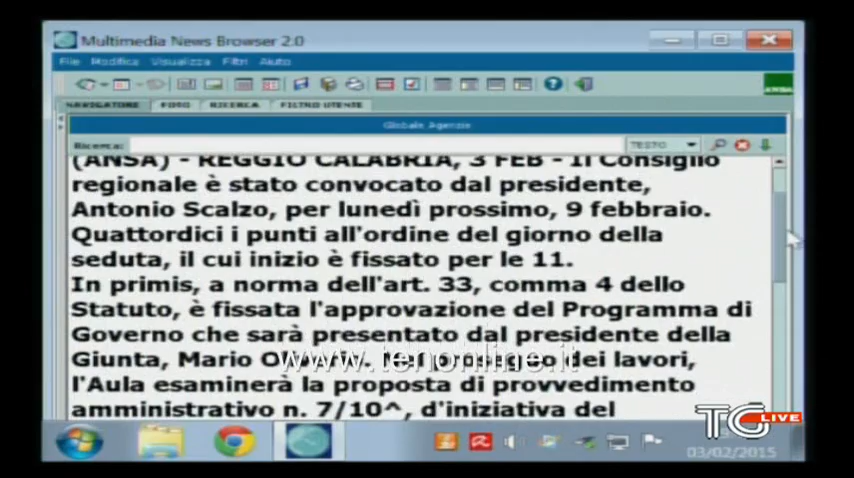 Multimedia News Browser 2.0
File Modifica Visualizza Filtri Aiuto
ANSA
NAVIGATORE FOTO RICERCA FILTRO UTENTE
Globale Agenzie
Ricerca: TESTO
(ANSA) - REGGIO CALABRIA, 3 FEB - Il Consiglio
regionale è stato convocato dal presidente,
Antonio Scalzo, per lunedì prossimo, 9 febbraio.
Quattordici i punti all'ordine del giorno della
seduta, il cui inizio è fissato per le 11.
In primis, a norma dell'art. 33, comma 4 dello
Statuto, è fissata l'approvazione del Programma di
Governo che sarà presentato dal presidente della
Giunta, Mario dei lavori,
l'Aula esaminerà la proposta di provvedimento
amministrativo n. 7/10^, d'iniziativa del
TG LIVE
03/02/2015